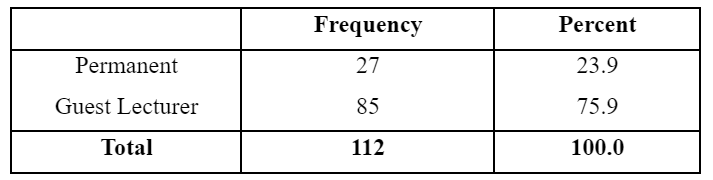 Frequency Percent
Permanent 27 23.9
Guest Lecturer 85 75.9
Total 112 100.0